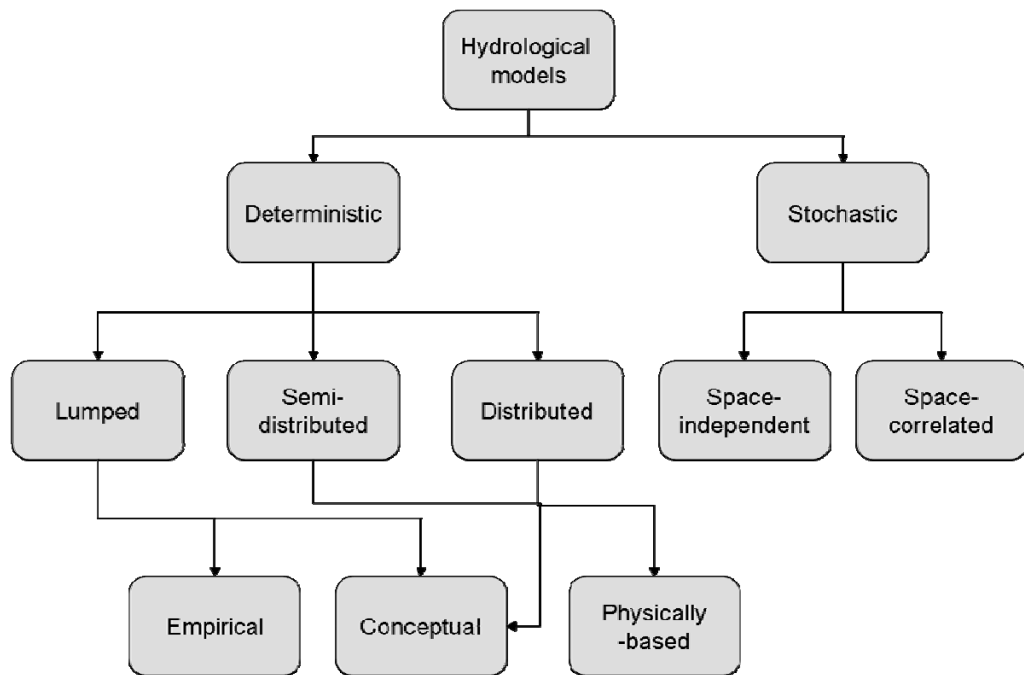 Hydrological
models
Deterministic
Stochastic
Lumped
Semi-
distributed
Distributed
Space-
independent
Space-
correlated
Empirical
Conceptual
Physically
-based